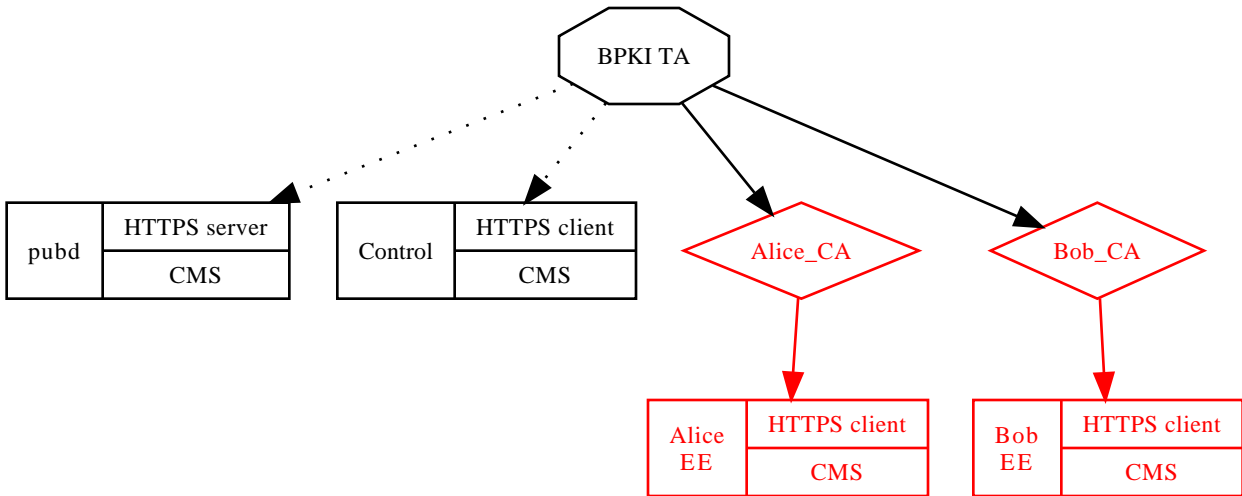 BPKI TA
pubd
HTTPS server
CMS
Control
HTTPS client
CMS
Alice_CA
Bob_CA
Alice
EE
HTTPS client
CMS
Bob
EE
HTTPS client
CMS